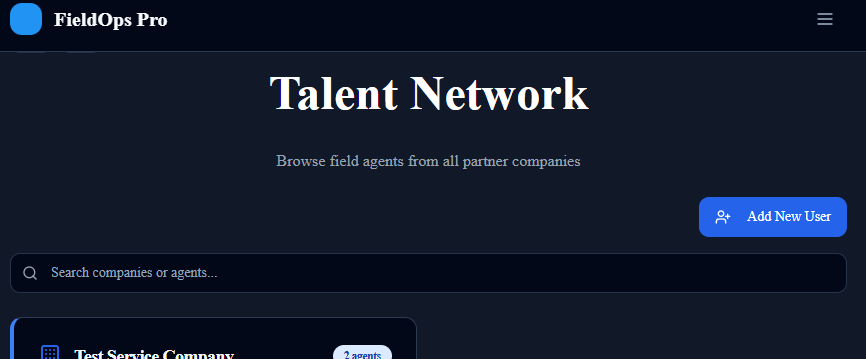 FieldOps Pro
Talent Network
Browse field agents from all partner companies
Add New User
Search companies or agents...
Test Service Company
2 agents